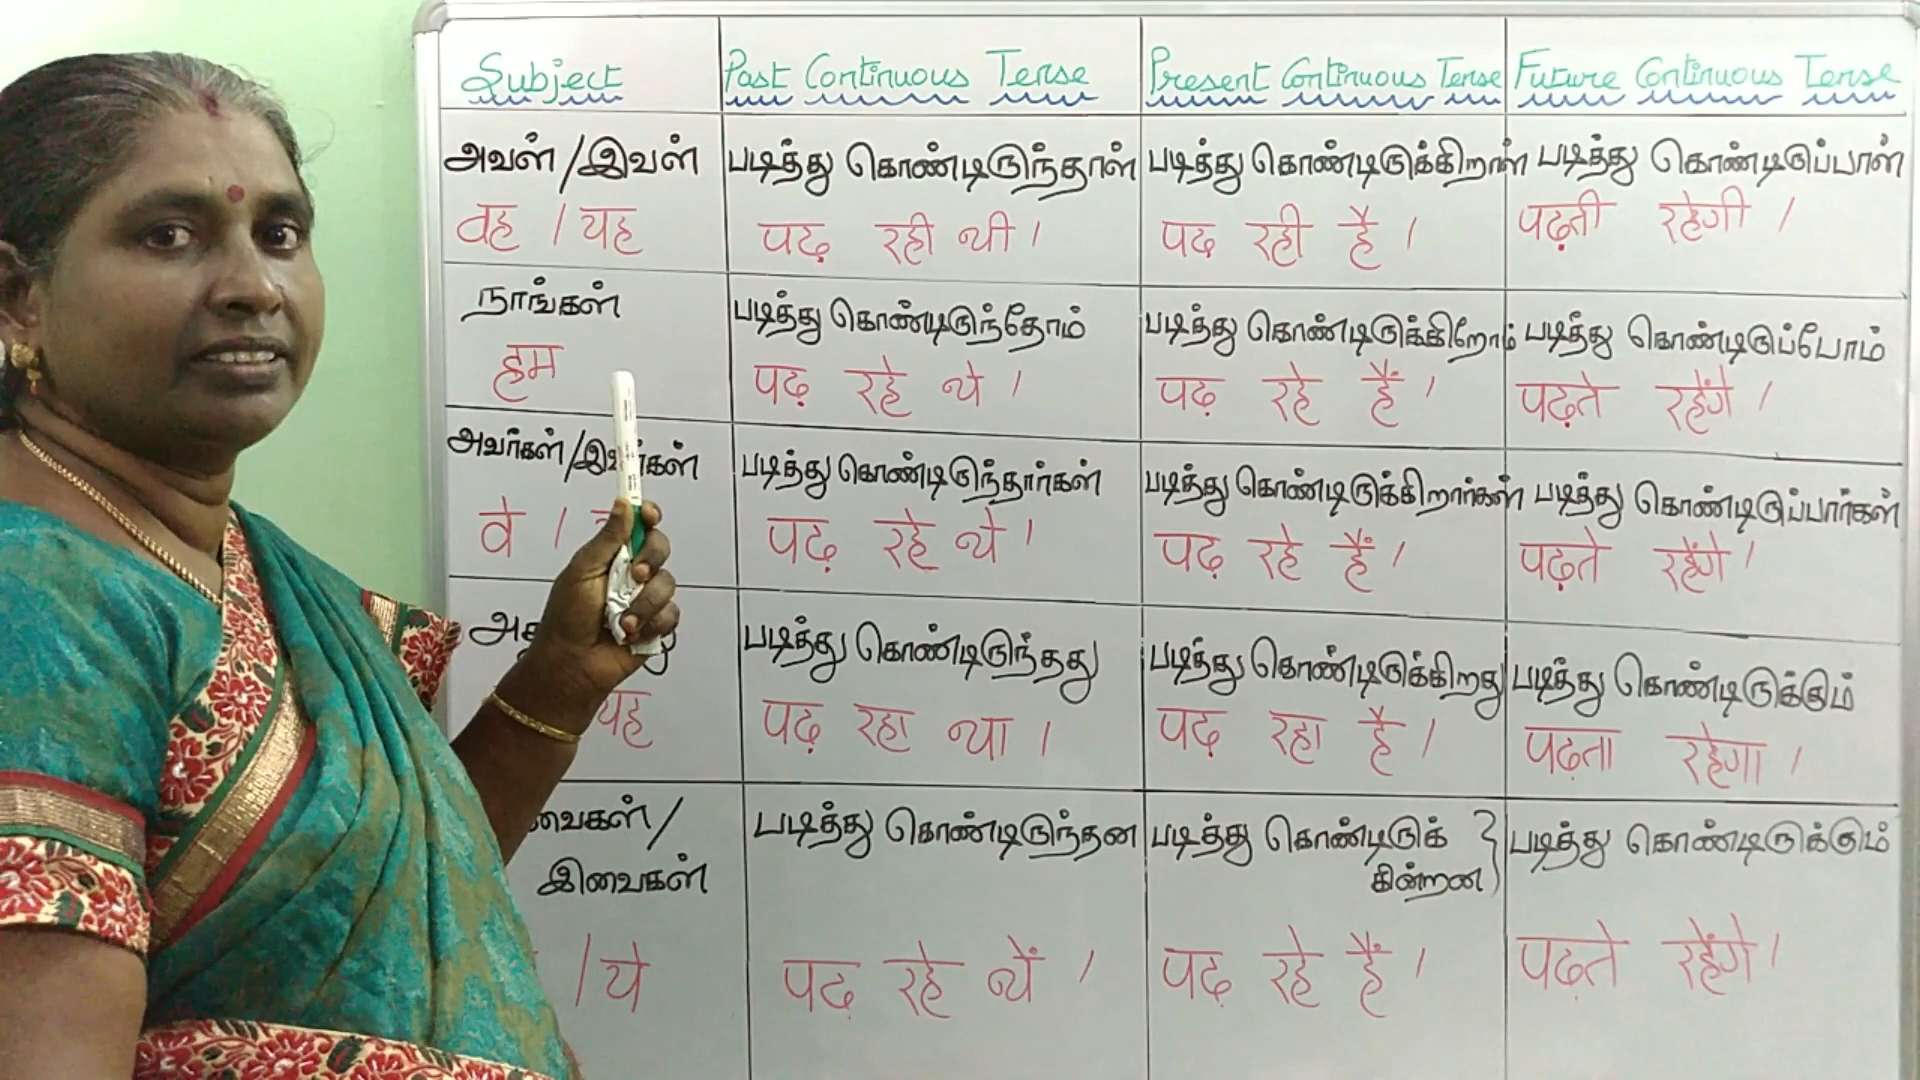 Subject Past Continuous Tense Present Continuous Tense Future Continuous Tense
அவள் / இவள் படித்து கொண்டிருந்தாள் படித்து கொண்டிருக்கிறாள் படித்து கொண்டிருப்பாள்
वह / यह पढ़ रही थी । पढ रही है । पढ़ती रहेगी ।
நாங்கள் படித்து கொண்டிருந்தோம் படித்து கொண்டிருக்கிறோம் படித்து கொண்டிருப்போம்
हम पढ़ रहे थे । पढ़ रहे हैं । पढ़ते रहेंगे ।
அவர்கள் / படித்து கொண்டிருந்தார்கள் படித்து கொண்டிருக்கிறார்கள் படித்து கொண்டிருப்பார்கள்
वे / पढ़ रहे थे । पढ़ रहे हैं । पढ़ते रहेंगे ।
படித்து கொண்டிருந்தது படித்து கொண்டிருக்கிறது படித்து கொண்டிருக்கும்
यह पढ़ रहा था । पढ़ रहा है । पढ़ता रहेगा ।
படித்து கொண்டிருந்தன படித்து கொண்டிருக் படித்து கொண்டிருக்கும்
இவைகள் கின்றன
/ ये पढ रहे थें । पढ़ रहे हैं । पढ़ते रहेंगे ।